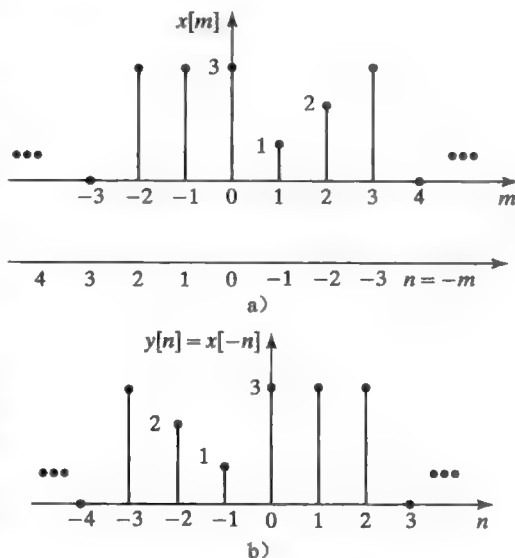 x[m]
3
2
1
−3 −2 −1 0 1 2 3 4 m
4 3 2 1 0 −1 −2 −3 n = −m
a)
y[n] = x[−n]
3
2
1
−4 −3 −2 −1 0 1 2 3 n
b)